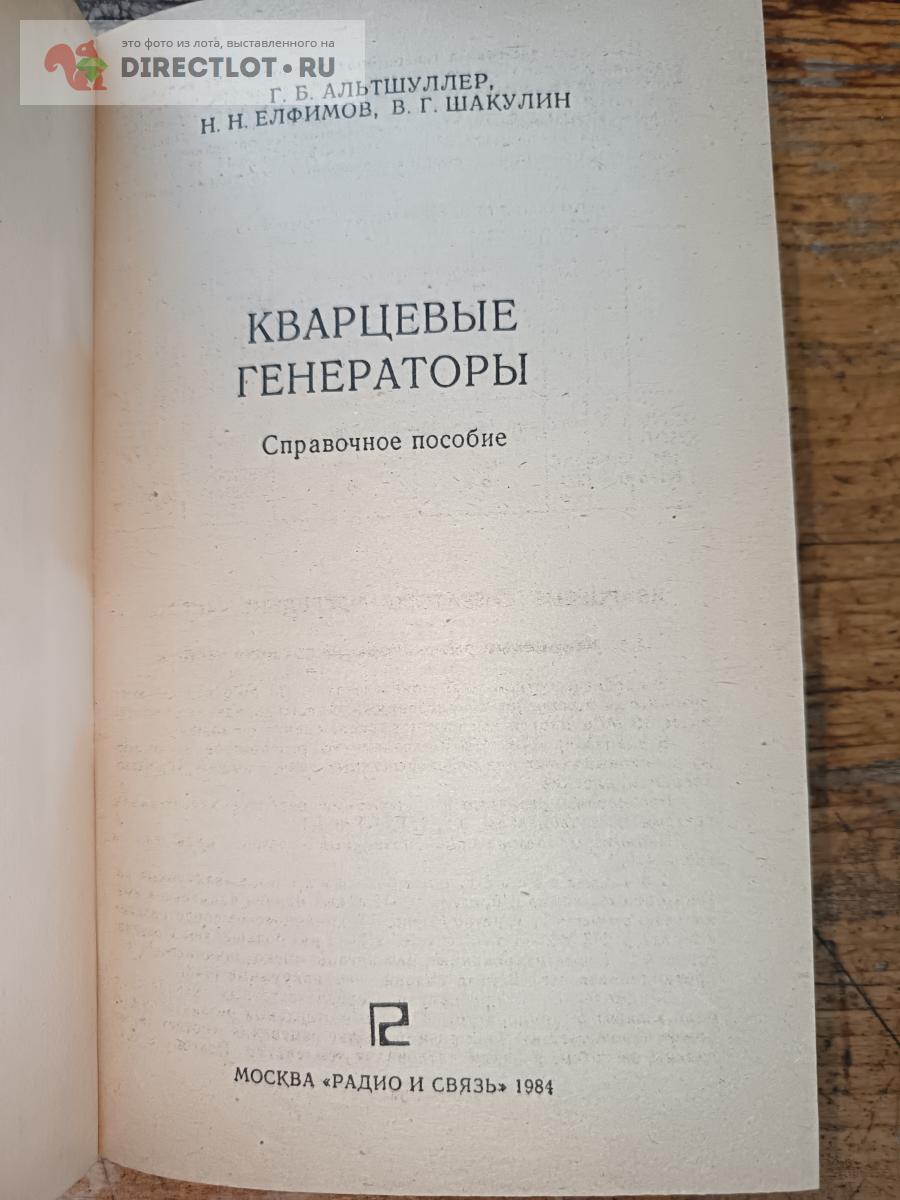 это фото из лота, выставленного на
DIRECTLOT.RU
Г. Б. АЛЬТШУЛЛЕР,
Н. Н. ЕЛФИМОВ, В. Г. ШАКУЛИН
КВАРЦЕВЫЕ
ГЕНЕРАТОРЫ
Справочное пособие
МОСКВА «РАДИО И СВЯЗЬ» 1984